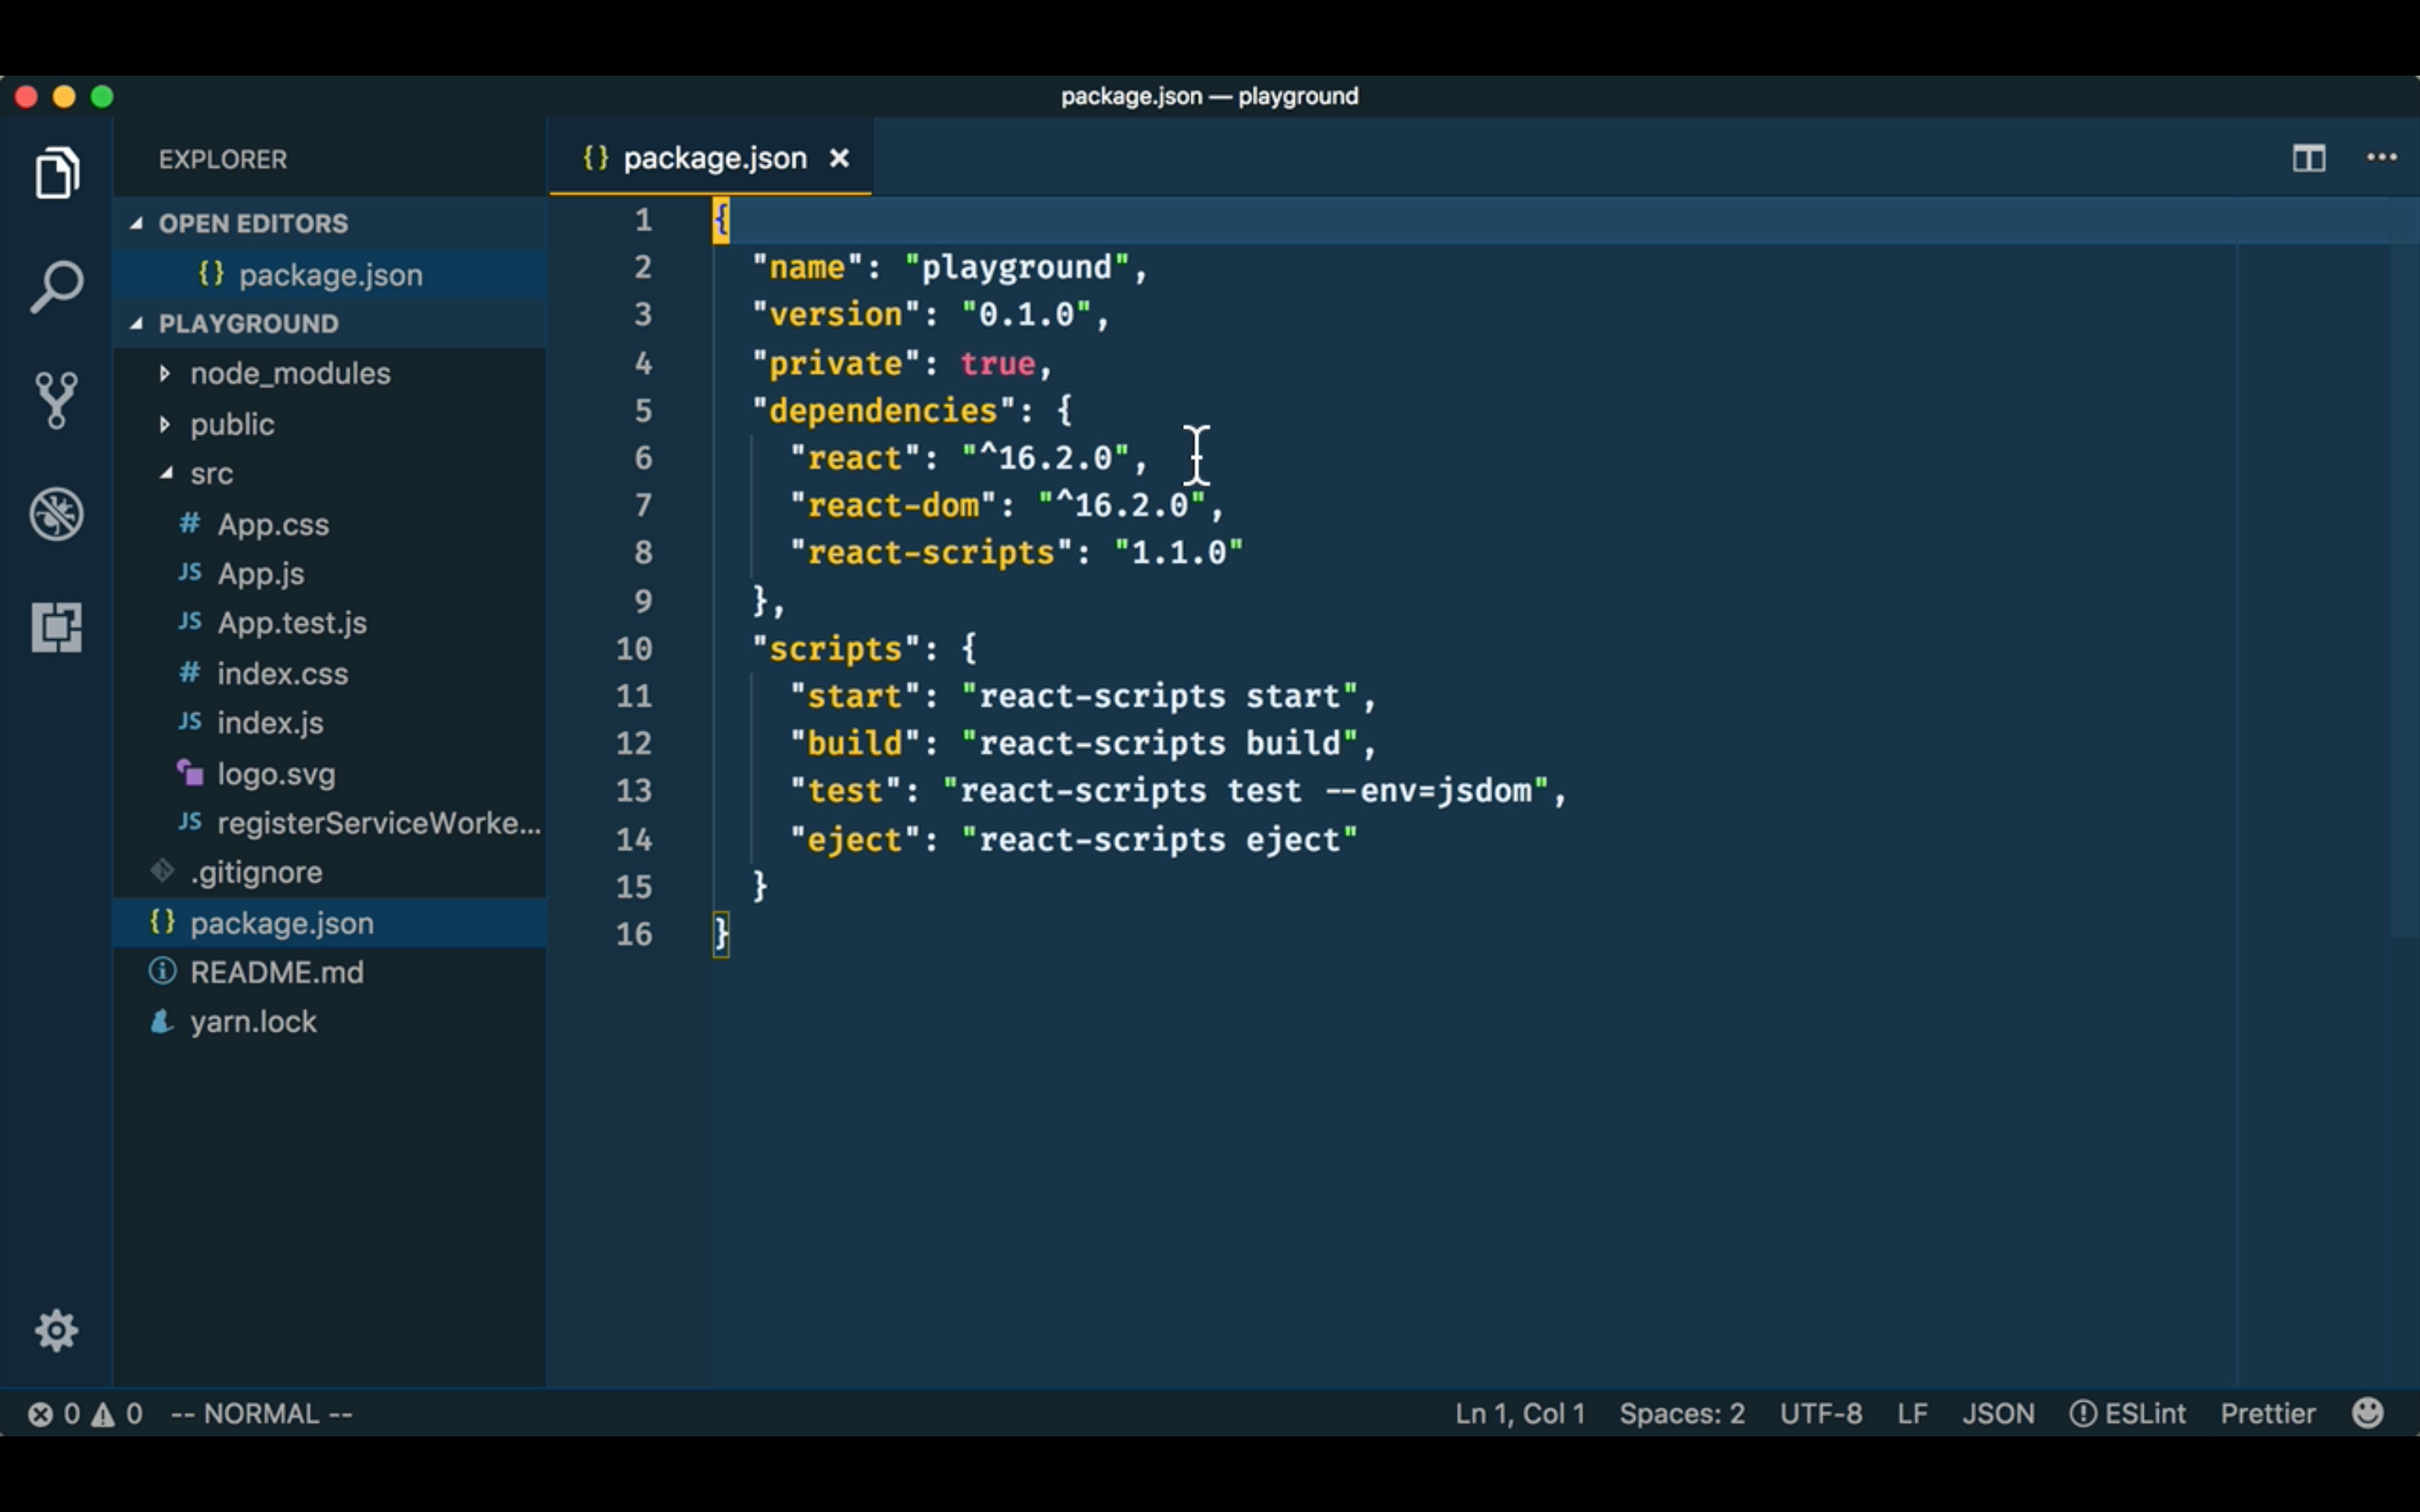 package.json — playground
EXPLORER
OPEN EDITORS
{} package.json
PLAYGROUND
node_modules
public
src
# App.css
JS App.js
JS App.test.js
# index.css
JS index.js
logo.svg
JS registerServiceWorke...
.gitignore
{} package.json
README.md
yarn.lock
{} package.json ×
1 {
2 "name": "playground",
3 "version": "0.1.0",
4 "private": true,
5 "dependencies": {
6 "react": "^16.2.0",
7 "react-dom": "^16.2.0",
8 "react-scripts": "1.1.0"
9 },
10 "scripts": {
11 "start": "react-scripts start",
12 "build": "react-scripts build",
13 "test": "react-scripts test --env=jsdom",
14 "eject": "react-scripts eject"
15 }
16 }
0 0 -- NORMAL -- Ln 1, Col 1 Spaces: 2 UTF-8 LF JSON ESLint Prettier